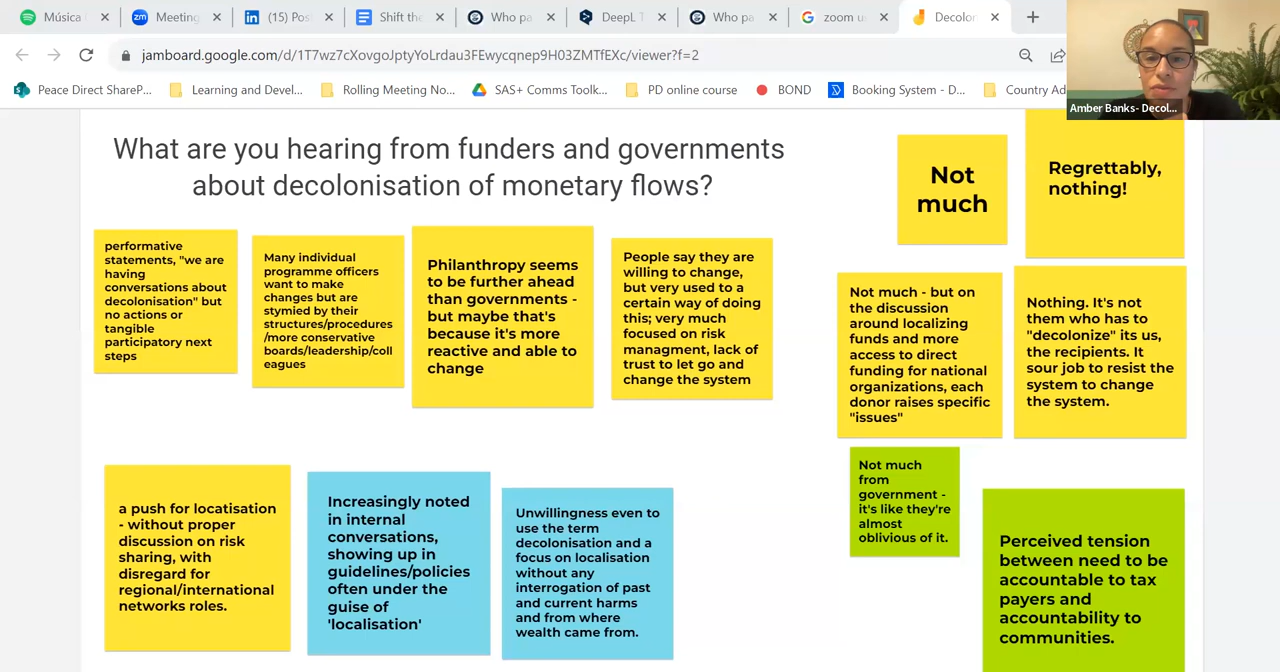 Música
Meeting
(15) Pos
Shift the
Who pa
DeepL T
Who pa
zoom u
Decolor
jamboard.google.com/d/1T7wz7cXovgoJptyYoLrdau3FEwycqnep9H03ZMTfEXc/viewer?f=2
Peace Direct ShareP...
Learning and Devel...
Rolling Meeting No...
SAS+ Comms Toolk...
PD online course
BOND
Booking System - D...
Country Ad
Amber Banks- Decol...
What are you hearing from funders and governments
about decolonisation of monetary flows?
Not
much
Regrettably,
nothing!
performative
statements, "we are
having
conversations about
decolonisation" but
no actions or
tangible
participatory next
steps
Many individual
programme officers
want to make
changes but are
stymied by their
structures/procedures
/more conservative
boards/leadership/coll
eagues
Philanthropy seems
to be further ahead
than governments -
but maybe that's
because it's more
reactive and able to
change
People say they are
willing to change,
but very used to a
certain way of doing
this; very much
focused on risk
managment, lack of
trust to let go and
change the system
Not much - but on
the discussion
around localizing
funds and more
access to direct
funding for national
organizations, each
donor raises specific
"issues"
Nothing. It's not
them who has to
"decolonize" its us,
the recipients. It
sour job to resist the
system to change
the system.
a push for locatisation
- without proper
discussion on risk
sharing, with
disregard for
regional/international
networks roles.
Increasingly noted
in internal
conversations,
showing up in
guidelines/policies
often under the
guise of
'localisation'
Unwillingness even to
use the term
decolonisation and a
focus on localisation
without any
interrogation of past
and current harms
and from where
wealth came from.
Not much
from
government -
it's like they're
almost
oblivious of it.
Perceived tension
between need to be
accountable to tax
payers and
accountability to
communities.